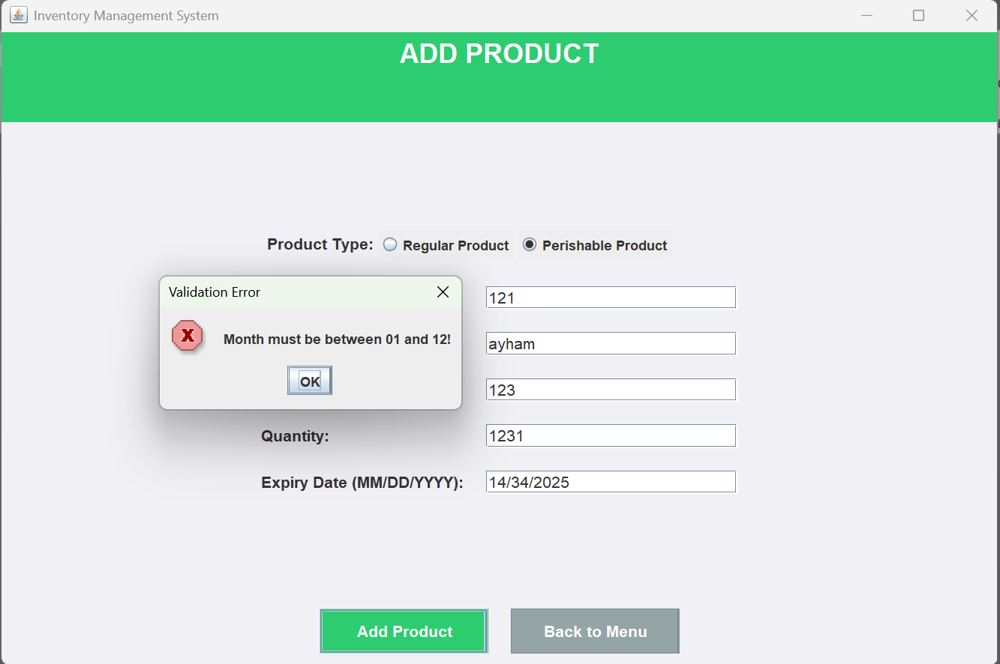 Inventory Management System
ADD PRODUCT
Product Type: Regular Product Perishable Product
Validation Error
Month must be between 01 and 12!
OK
121
ayham
123
Quantity: 1231
Expiry Date (MM/DD/YYYY): 14/34/2025
Add Product Back to Menu